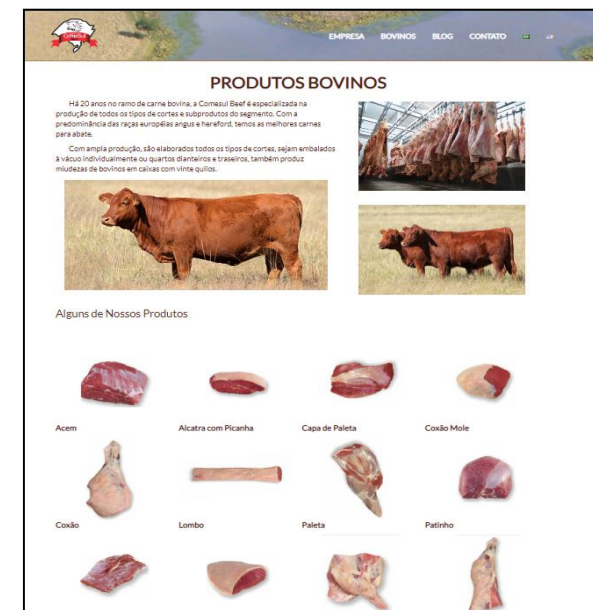 ComeSul
EMPRESA BOVINOS BLOG CONTATO
PRODUTOS BOVINOS
Há 20 anos no ramo de carne bovina, a Comesul Beef é especializada na
produção de todos os tipos de cortes e subprodutos do segmento. Com a
predominância das raças européias angus e hereford, temos as melhores carnes
para abate.
Com ampla produção, são elaborados todos os tipos de cortes, sejam embalados
à vácuo individualmente ou quartos dianteiros e traseiros, também produz
miudezas de bovinos em caixas com vinte quilos.
Alguns de Nossos Produtos
Acem Alcatra com Picanha Capa de Paleta Coxão Mole
Coxão Lombo Paleta Patinho